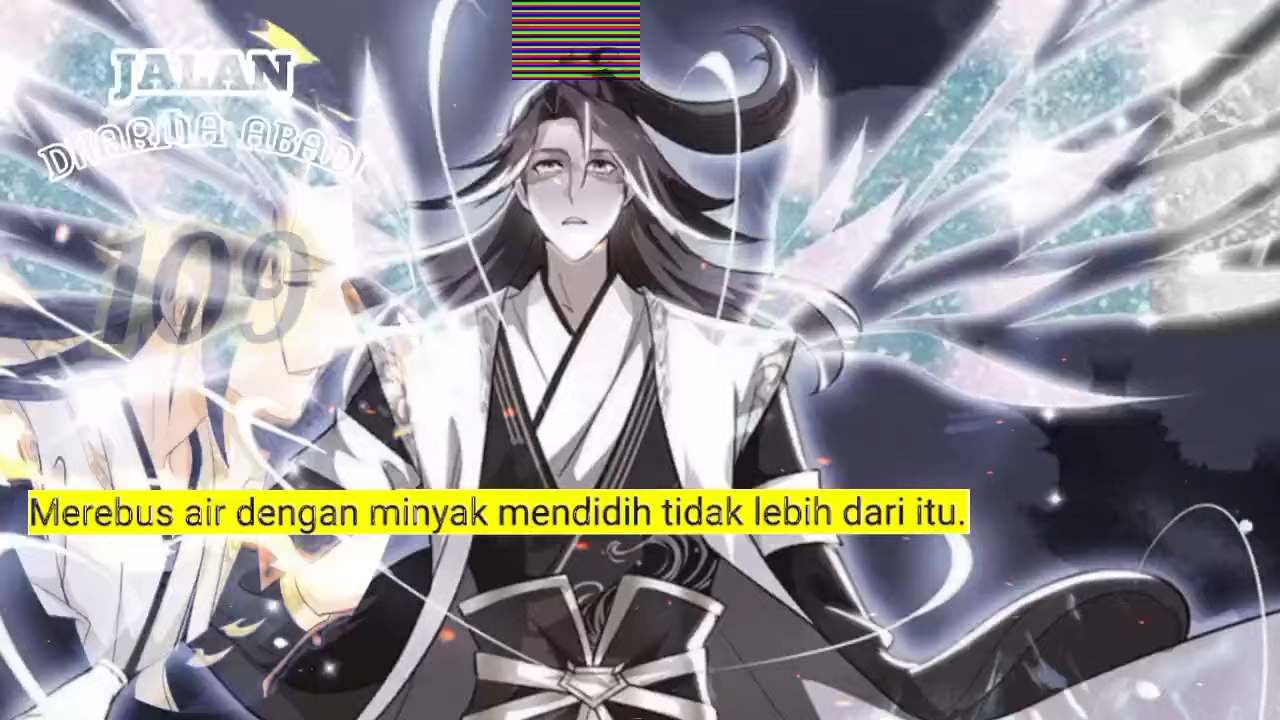 JALAN
DHARMA ABADI
109
Merebus air dengan minyak mendidih tidak lebih dari itu.